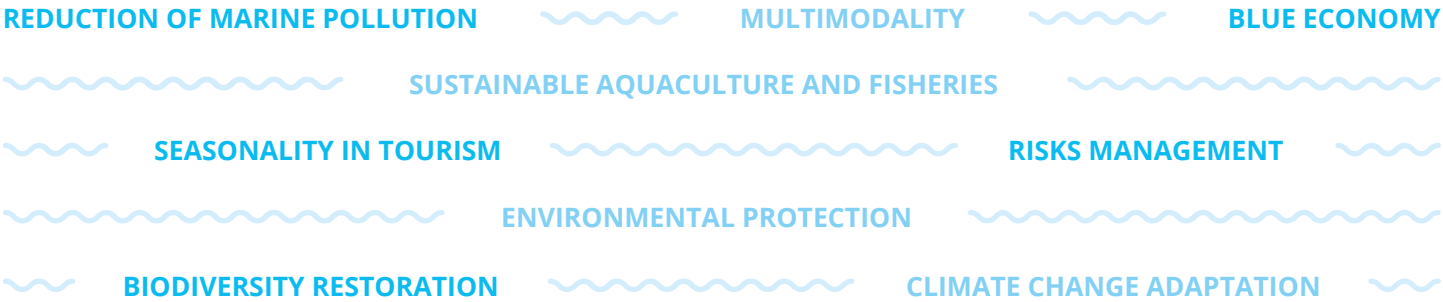 REDUCTION OF MARINE POLLUTION MULTIMODALITY BLUE ECONOMY
SUSTAINABLE AQUACULTURE AND FISHERIES
SEASONALITY IN TOURISM RISKS MANAGEMENT
ENVIRONMENTAL PROTECTION
BIODIVERSITY RESTORATION CLIMATE CHANGE ADAPTATION